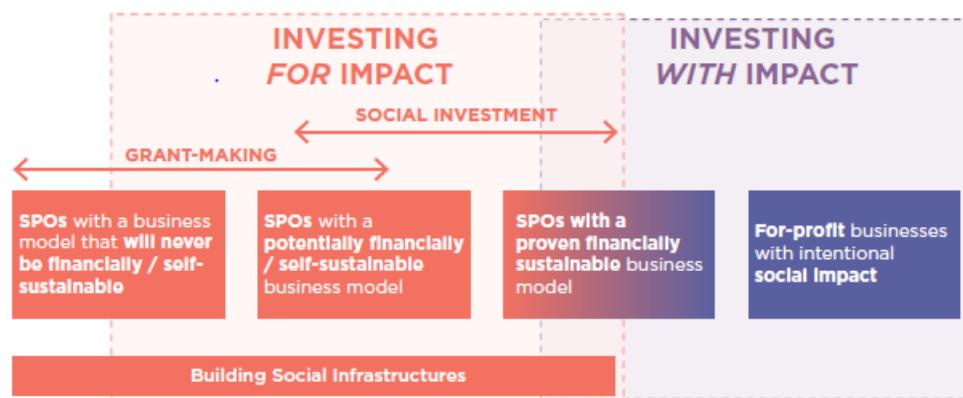 INVESTING
FOR IMPACT
INVESTING
WITH IMPACT
SOCIAL INVESTMENT
GRANT-MAKING
SPOs with a business
model that will never
be financially / self-
sustainable
SPOs with a
potentially financially
/ self-sustainable
business model
SPOs with a
proven financially
sustainable business
model
For-profit businesses
with intentional
social impact
Building Social Infrastructures